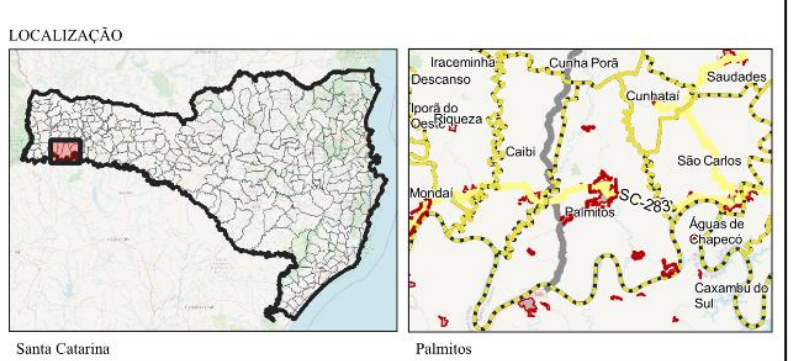 LOCALIZAÇÃO
Iraceminha
Cunha Porã
Descanso
Saudades
Cunhataí
Iporã do
Oeste
Riqueza
Caibi
São Carlos
Mondaí
SC-283
Palmitos
Águas de
Chapecó
Caxambu do
Sul
Santa Catarina
Palmitos